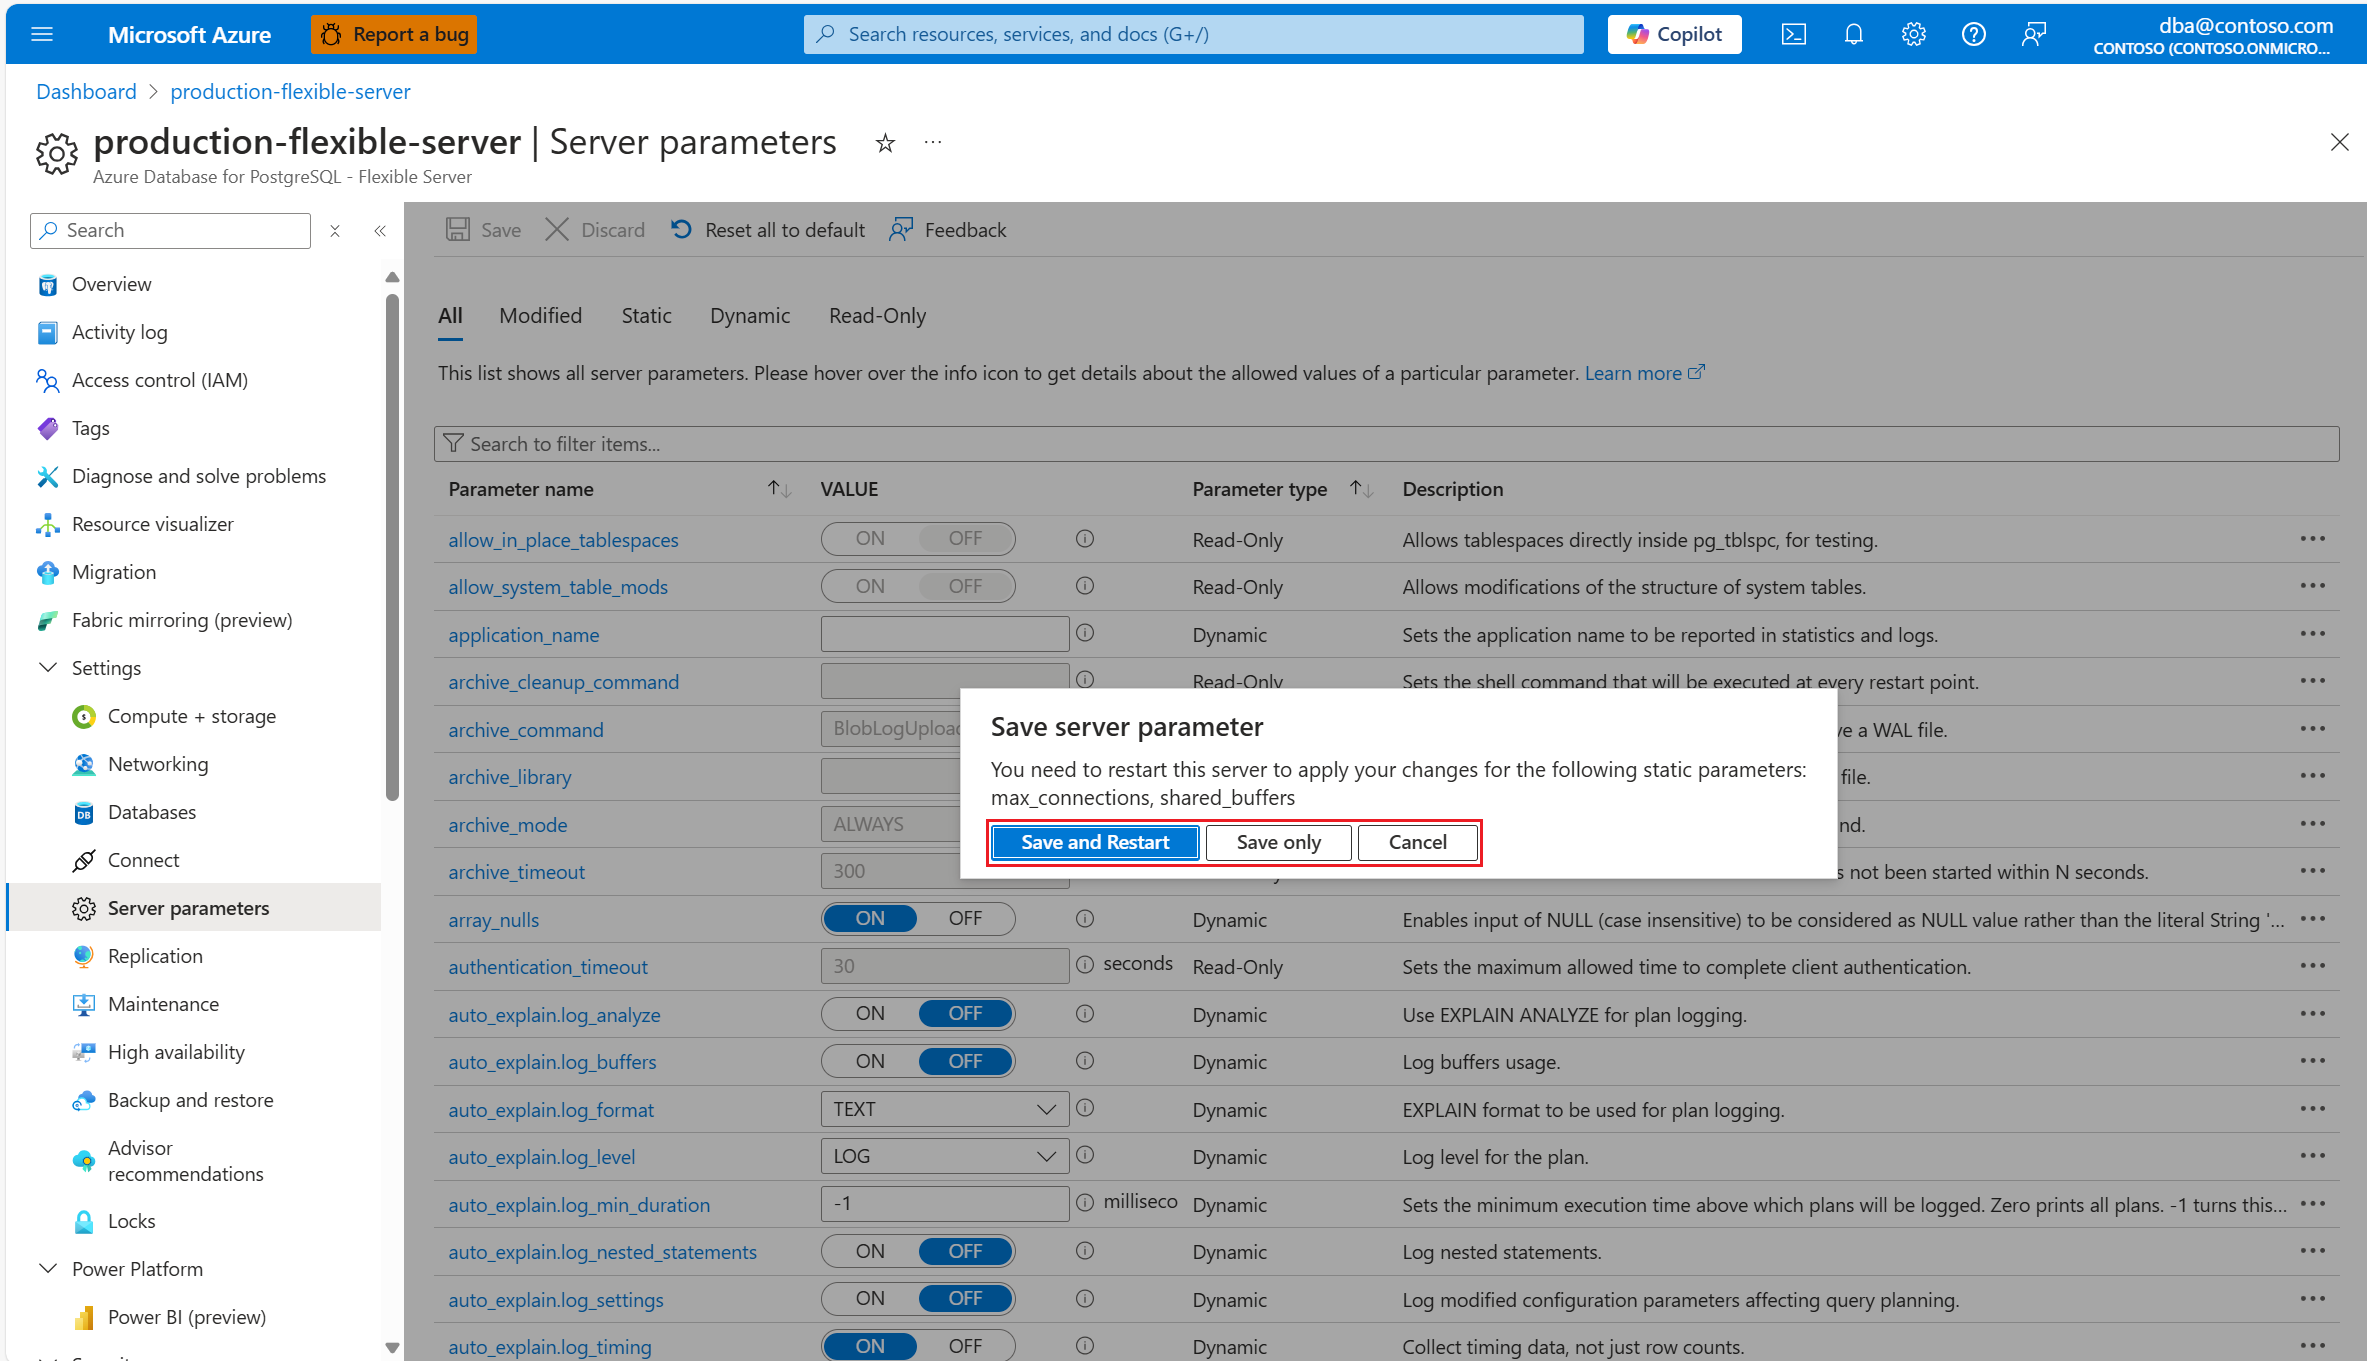 Microsoft Azure
Report a bug
Search resources, services, and docs (G+/)
Copilot
dba@contoso.com
CONTOSO (CONTOSO.ONMICRO...
Dashboard > production-flexible-server
production-flexible-server | Server parameters
Azure Database for PostgreSQL - Flexible Server
Search
Overview
Activity log
Access control (IAM)
Tags
Diagnose and solve problems
Resource visualizer
Migration
Fabric mirroring (preview)
Settings
Compute + storage
Networking
Databases
Connect
Server parameters
Replication
Maintenance
High availability
Backup and restore
Advisor
recommendations
Locks
Power Platform
Power BI (preview)
Save Discard Reset all to default Feedback
All Modified Static Dynamic Read-Only
This list shows all server parameters. Please hover over the info icon to get details about the allowed values of a particular parameter. Learn more
Search to filter items...
Parameter name VALUE Parameter type Description
allow_in_place_tablespaces ON OFF Read-Only Allows tablespaces directly inside pg_tblspc, for testing.
allow_system_table_mods ON OFF Read-Only Allows modifications of the structure of system tables.
application_name Dynamic Sets the application name to be reported in statistics and logs.
archive_cleanup_command Read-Only Sets the shell command that will be executed at every restart point.
archive_command BlobLogUpload ve a WAL file.
archive_library file.
archive_mode ALWAYS nd.
archive_timeout 300 s not been started within N seconds.
Save server parameter
You need to restart this server to apply your changes for the following static parameters:
max_connections, shared_buffers
Save and Restart Save only Cancel
array_nulls ON OFF Dynamic Enables input of NULL (case insensitive) to be considered as NULL value rather than the literal String '...
authentication_timeout 30 seconds Read-Only Sets the maximum allowed time to complete client authentication.
auto_explain.log_analyze ON OFF Dynamic Use EXPLAIN ANALYZE for plan logging.
auto_explain.log_buffers ON OFF Dynamic Log buffers usage.
auto_explain.log_format TEXT Dynamic EXPLAIN format to be used for plan logging.
auto_explain.log_level LOG Dynamic Log level for the plan.
auto_explain.log_min_duration -1 milliseco Dynamic Sets the minimum execution time above which plans will be logged. Zero prints all plans. -1 turns this...
auto_explain.log_nested_statements ON OFF Dynamic Log nested statements.
auto_explain.log_settings ON OFF Dynamic Log modified configuration parameters affecting query planning.
auto_explain.log_timing ON OFF Dynamic Collect timing data, not just row counts.